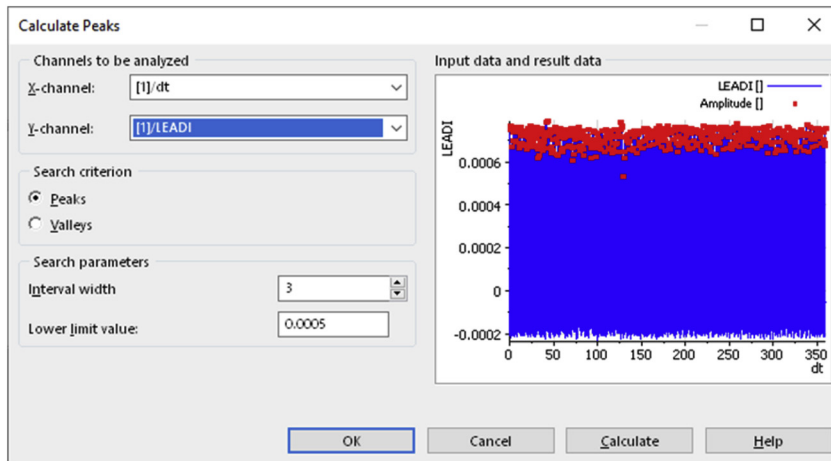 Calculate Peaks
Channels to be analyzed
X-channel:
[1]/dt
Y-channel:
[1]/LEADI
Search criterion
Peaks
Valleys
Search parameters
Interval width
3
Lower limit value:
0.0005
Input data and result data
LEADI []
Amplitude []
LEADI
0.0006
0.0004
0.0002
0
-0.0002
0 50 100 150 200 250 300 350
dt
OK Cancel Calculate Help